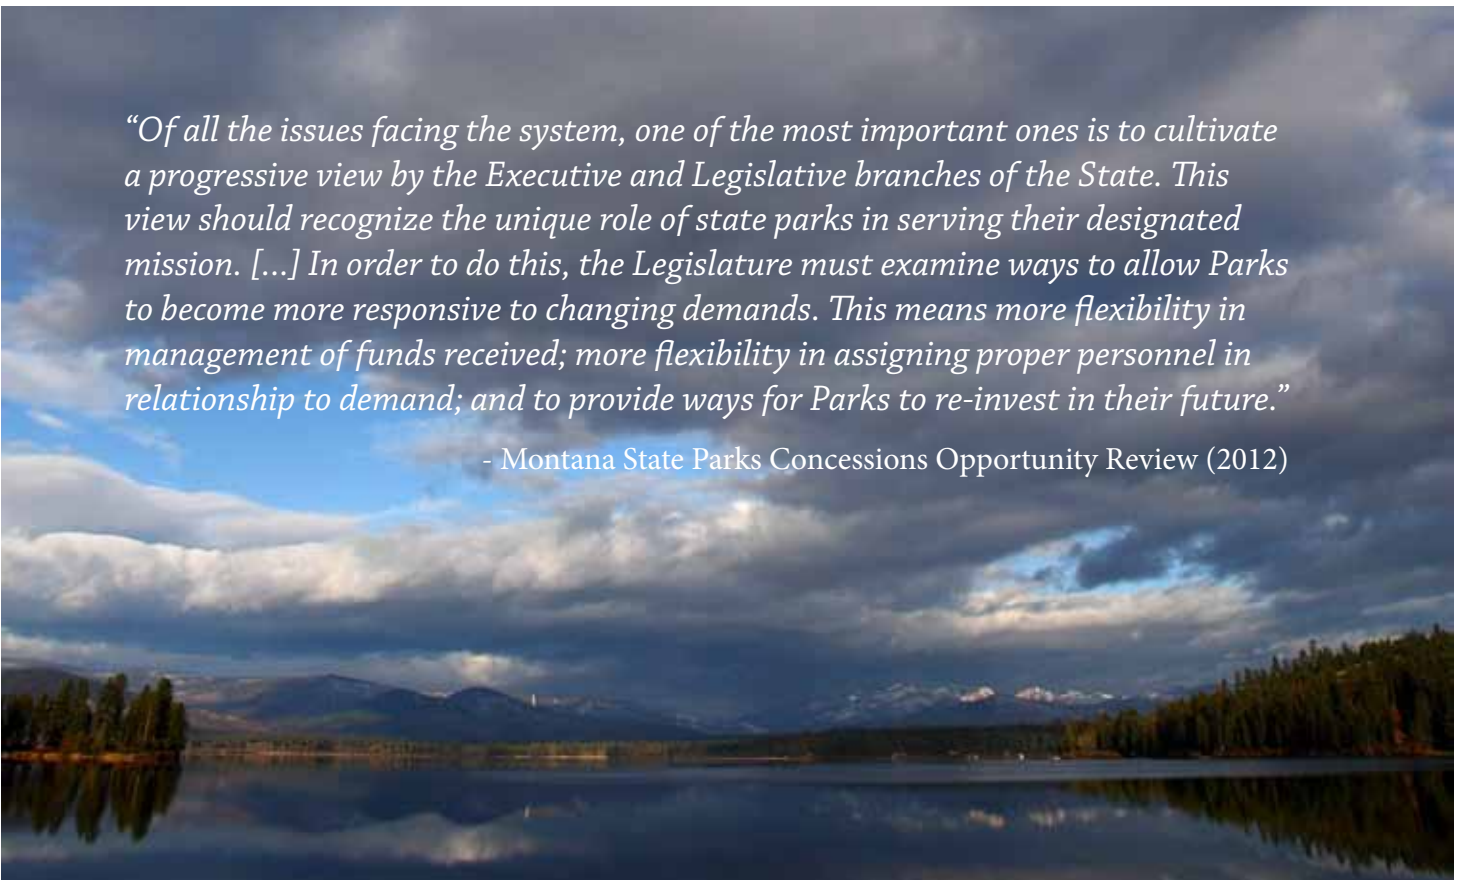 “Of all the issues facing the system, one of the most important ones is to cultivate
a progressive view by the Executive and Legislative branches of the State. This
view should recognize the unique role of state parks in serving their designated
mission. [...] In order to do this, the Legislature must examine ways to allow Parks
to become more responsive to changing demands. This means more flexibility in
management of funds received; more flexibility in assigning proper personnel in
relationship to demand; and to provide ways for Parks to re-invest in their future.”
- Montana State Parks Concessions Opportunity Review (2012)